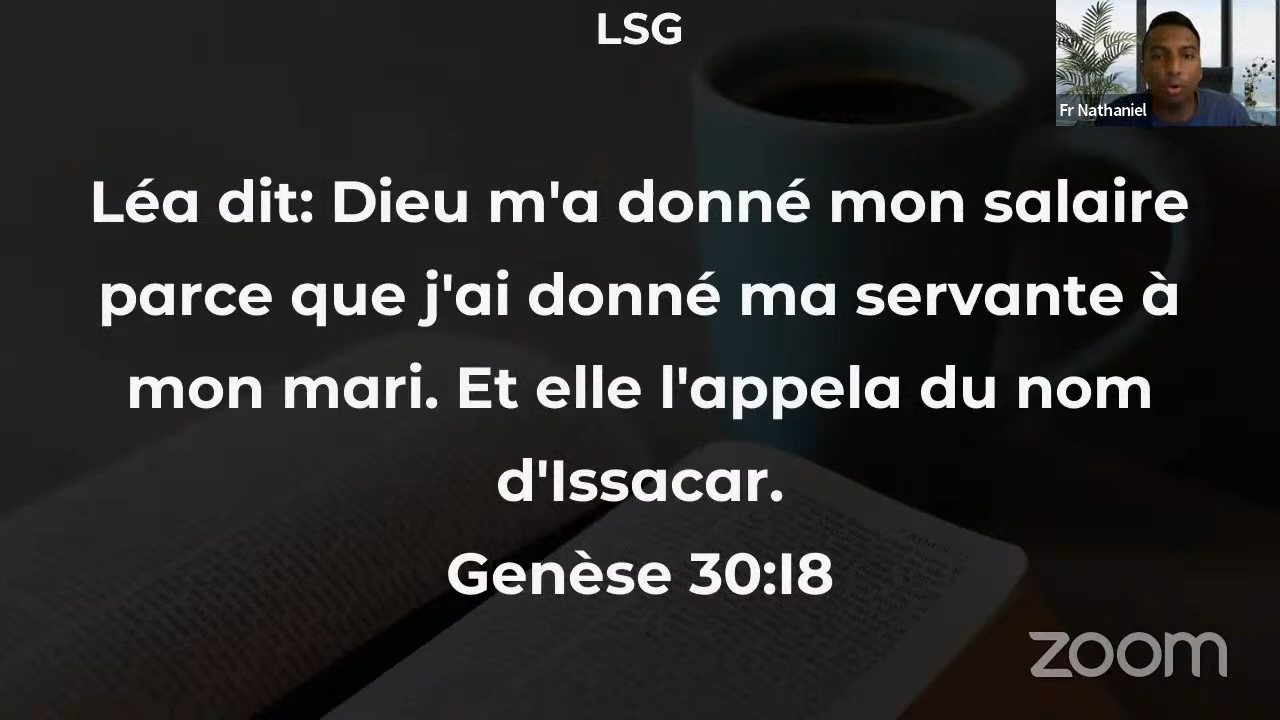 LSG
Fr Nathaniel
Léa dit: Dieu m'a donné mon salaire
parce que j'ai donné ma servante à
mon mari. Et elle l'appela du nom
d'Issacar.
Genèse 30:18
zoom